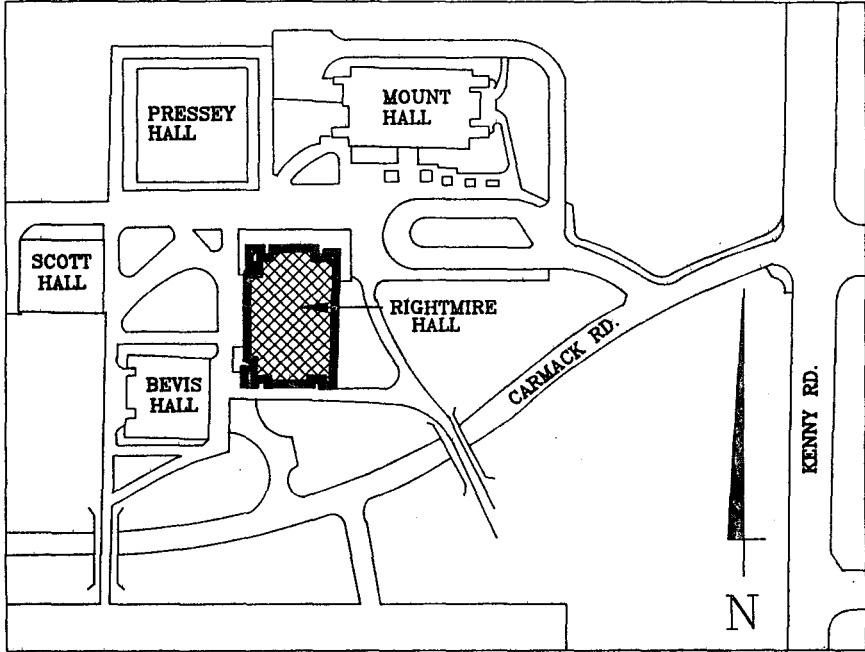 PRESSEY
HALL
MOUNT
HALL
SCOTT
HALL
RIGHTMIRE
HALL
BEVIS
HALL
CARMACK RD.
KENNY RD.
N